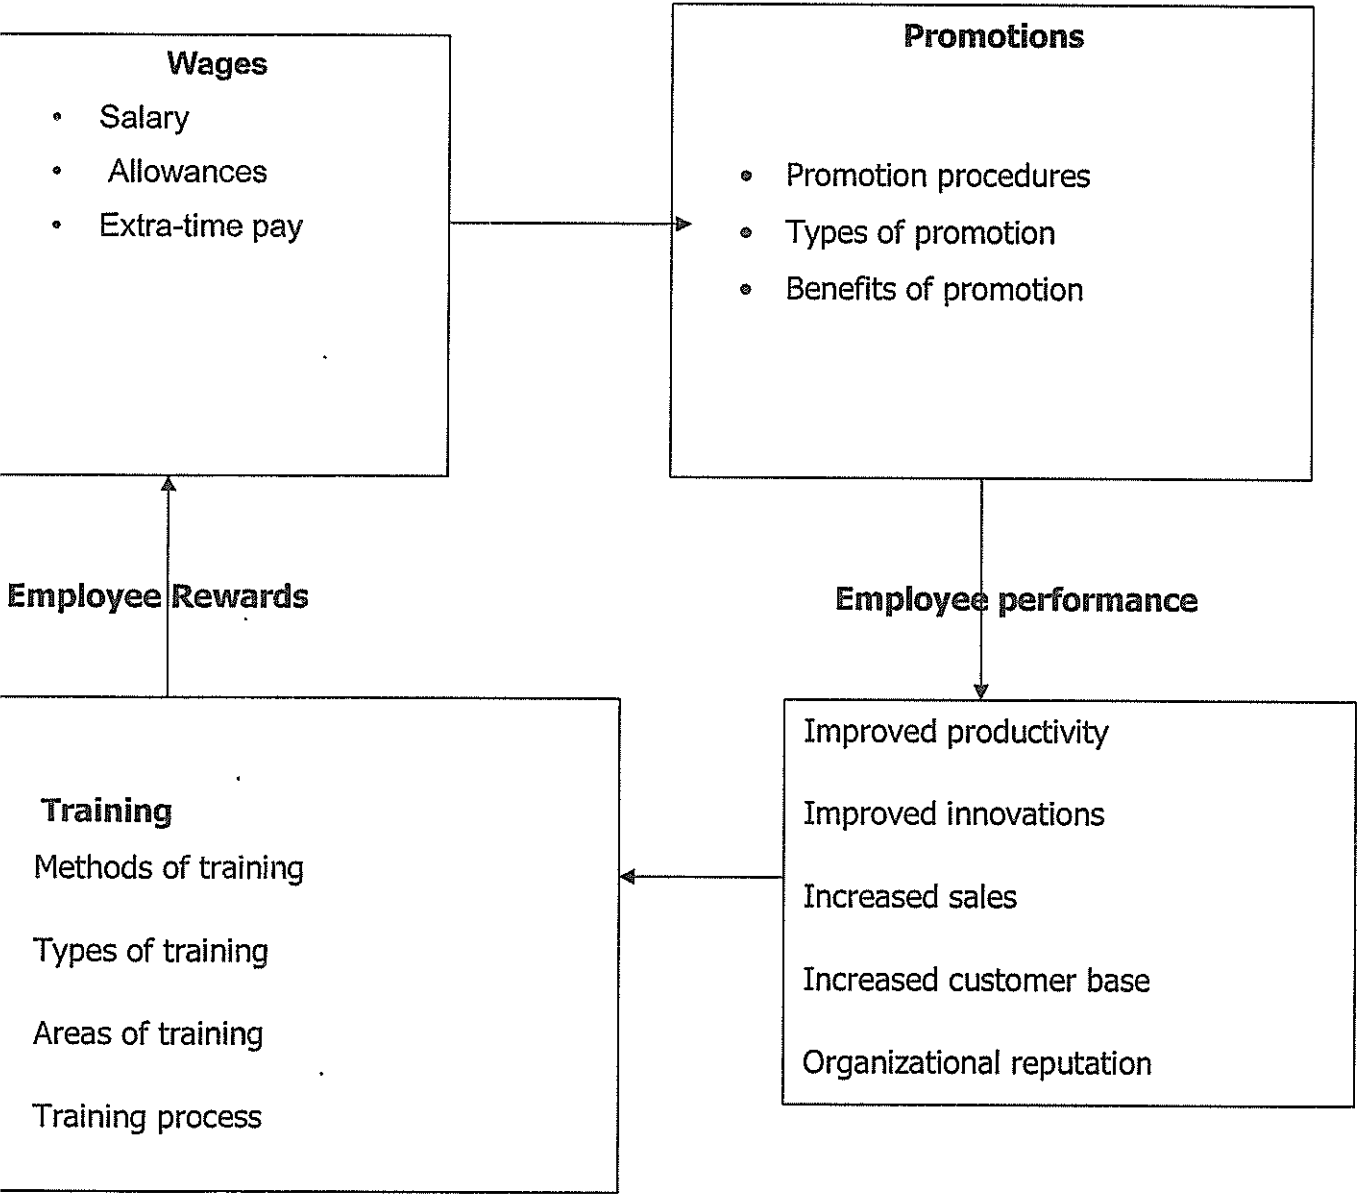 Wages
• Salary
• Allowances
• Extra-time pay
Promotions
• Promotion procedures
• Types of promotion
• Benefits of promotion
Employee Rewards
Employee performance
Training
Methods of training
Types of training
Areas of training
Training process
Improved productivity
Improved innovations
Increased sales
Increased customer base
Organizational reputation